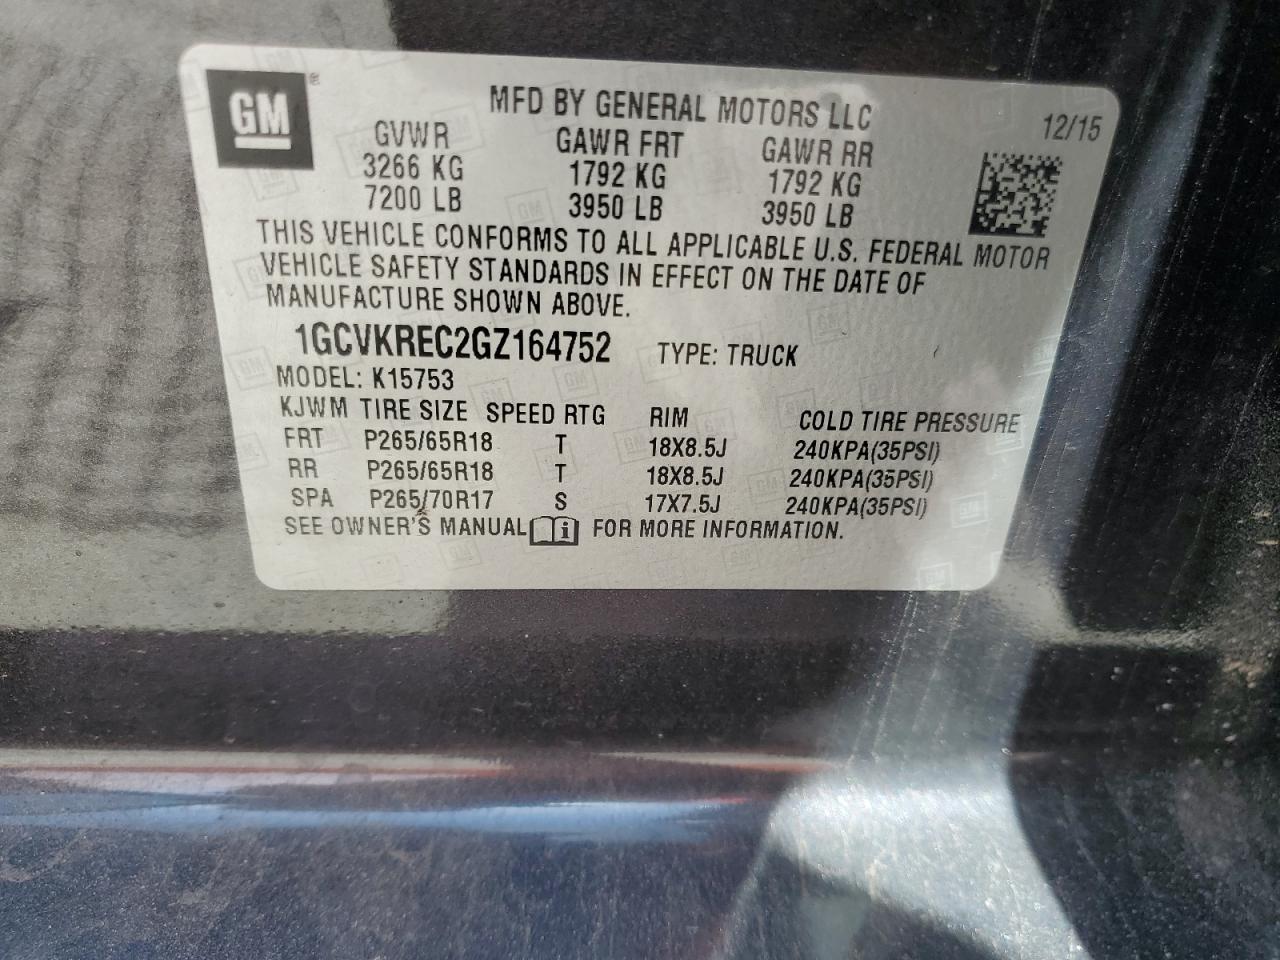 GM ®
MFD BY GENERAL MOTORS LLC
12/15
GVWR GAWR FRT GAWR RR
3266 KG 1792 KG 1792 KG
7200 LB 3950 LB 3950 LB
THIS VEHICLE CONFORMS TO ALL APPLICABLE U.S. FEDERAL MOTOR
VEHICLE SAFETY STANDARDS IN EFFECT ON THE DATE OF
MANUFACTURE SHOWN ABOVE.
1GCVKREC2GZ164752 TYPE: TRUCK
MODEL: K15753
KJWM TIRE SIZE SPEED RTG RIM COLD TIRE PRESSURE
FRT P265/65R18 T 18X8.5J 240KPA(35PSI)
RR P265/65R18 T 18X8.5J 240KPA(35PSI)
SPA P265/70R17 S 17X7.5J 240KPA(35PSI)
SEE OWNER'S MANUAL i FOR MORE INFORMATION.